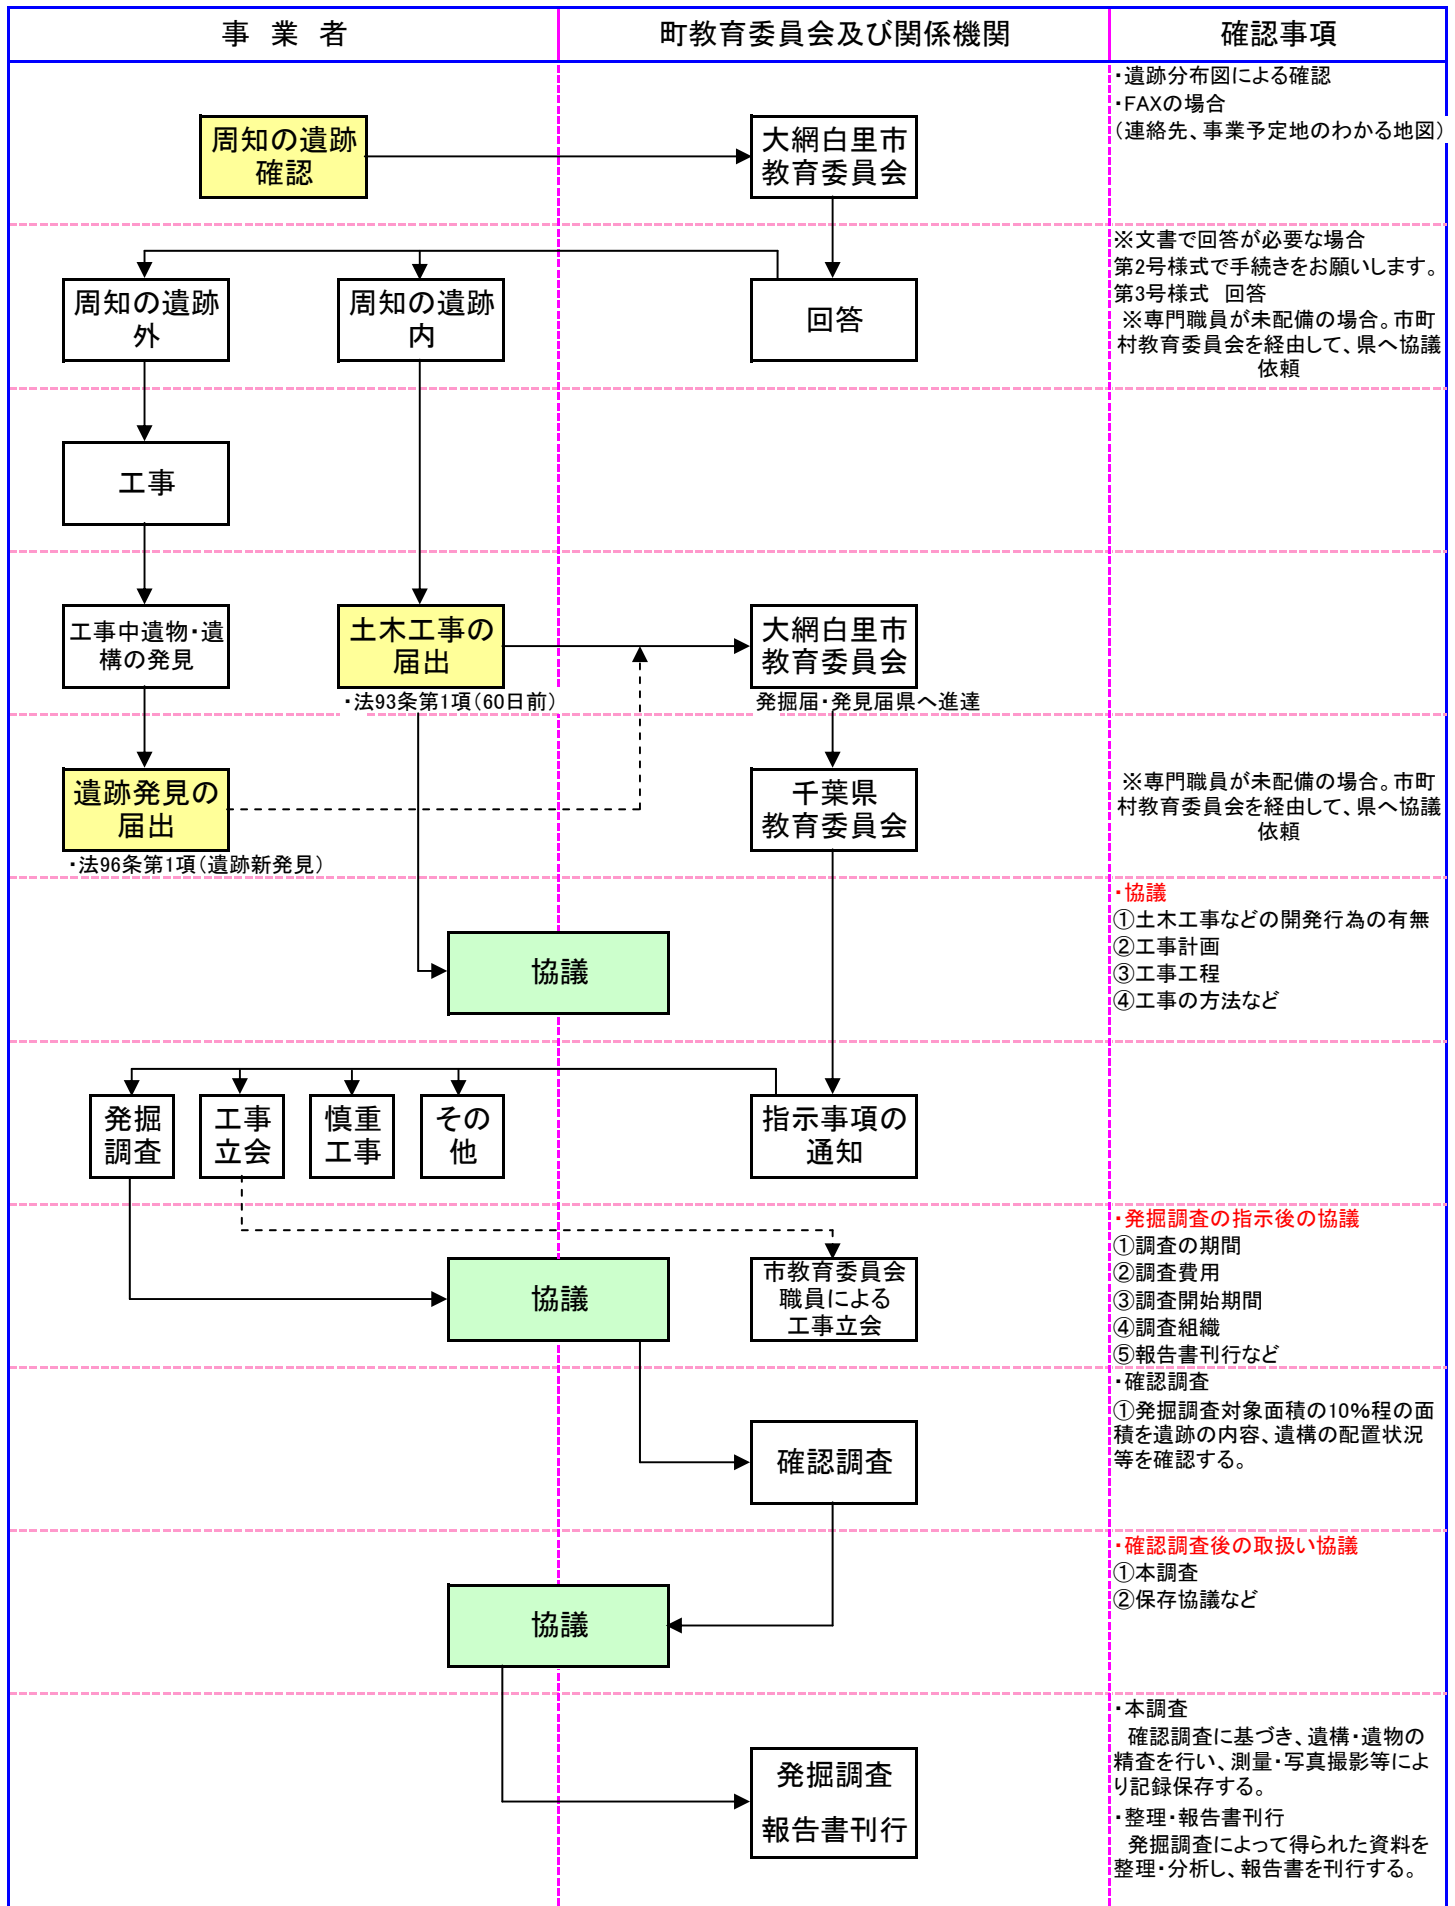 事　業　者
町教育委員会及び関係機関
確認事項
周知の遺跡
確認
大網白里市
教育委員会
・遺跡分布図による確認
・FAXの場合
（連絡先、事業予定地のわかる地図）
周知の遺跡
外
周知の遺跡
内
回答
※文書で回答が必要な場合
第2号様式で手続きをお願いします。
第3号様式　回答
※専門職員が未配備の場合。市町
村教育委員会を経由して、県へ協議
依頼
工事
工事中遺物・遺
構の発見
土木工事の
届出
・法93条第1項（60日前）
大網白里市
教育委員会
発掘届・発見届県へ進達
遺跡発見の
届出
・法96条第1項（遺跡新発見）
千葉県
教育委員会
※専門職員が未配備の場合。市町
村教育委員会を経由して、県へ協議
依頼
協議
・協議
①土木工事などの開発行為の有無
②工事計画
③工事工程
④工事の方法など
発掘
調査
工事
立会
慎重
工事
その
他
指示事項の
通知
協議
市教育委員会
職員による
工事立会
・発掘調査の指示後の協議
①調査の期間
②調査費用
③調査開始期間
④調査組織
⑤報告書刊行など
確認調査
・確認調査
①発掘調査対象面積の10％程の面
積を遺跡の内容、遺構の配置状況
等を確認する。
協議
・確認調査後の取扱い協議
①本調査
②保存協議など
発掘調査
報告書刊行
・本調査
　確認調査に基づき、遺構・遺物の
精査を行い、測量・写真撮影等によ
り記録保存する。
・整理・報告書刊行
　発掘調査によって得られた資料を
整理・分析し、報告書を刊行する。